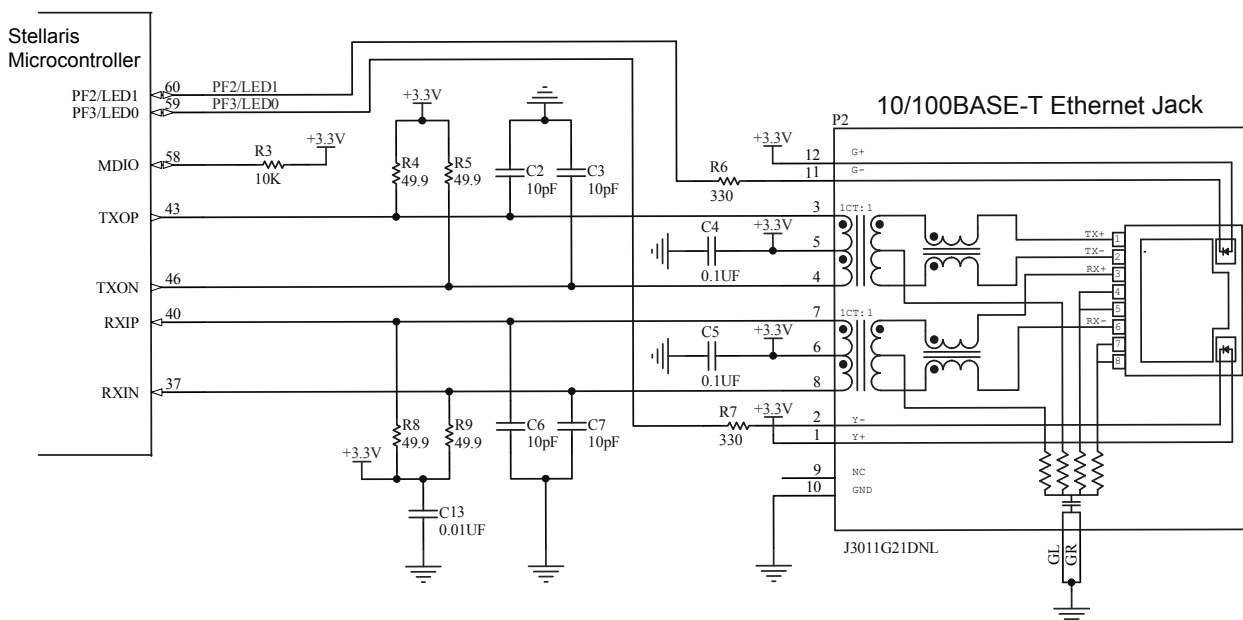 Stellaris
Microcontroller
PF2/LED1
60
PF2/LED1
PF3/LED0
59
PF3/LED0
MDIO
58
R3
10K
+3.3V
+3.3V
R4
49.9
R5
49.9
C2
10pF
C3
10pF
TXOP
43
TXON
46
RXIP
40
RXIN
37
R8
49.9
R9
49.9
C6
10pF
C7
10pF
+3.3V
C13
0.01UF
10/100BASE-T Ethernet Jack
P2
+3.3V
12
G+
R6
330
11
G-
3
1CT:1
C4
0.1UF
+3.3V
5
4
7
1CT:1
C5
0.1UF
+3.3V
6
8
R7
330
+3.3V
2
Y-
1
Y+
9
NC
10
GND
J3011G21DNL
TX+
1
TX-
2
RX+
3
4
5
RX-
6
7
8
GL
GR